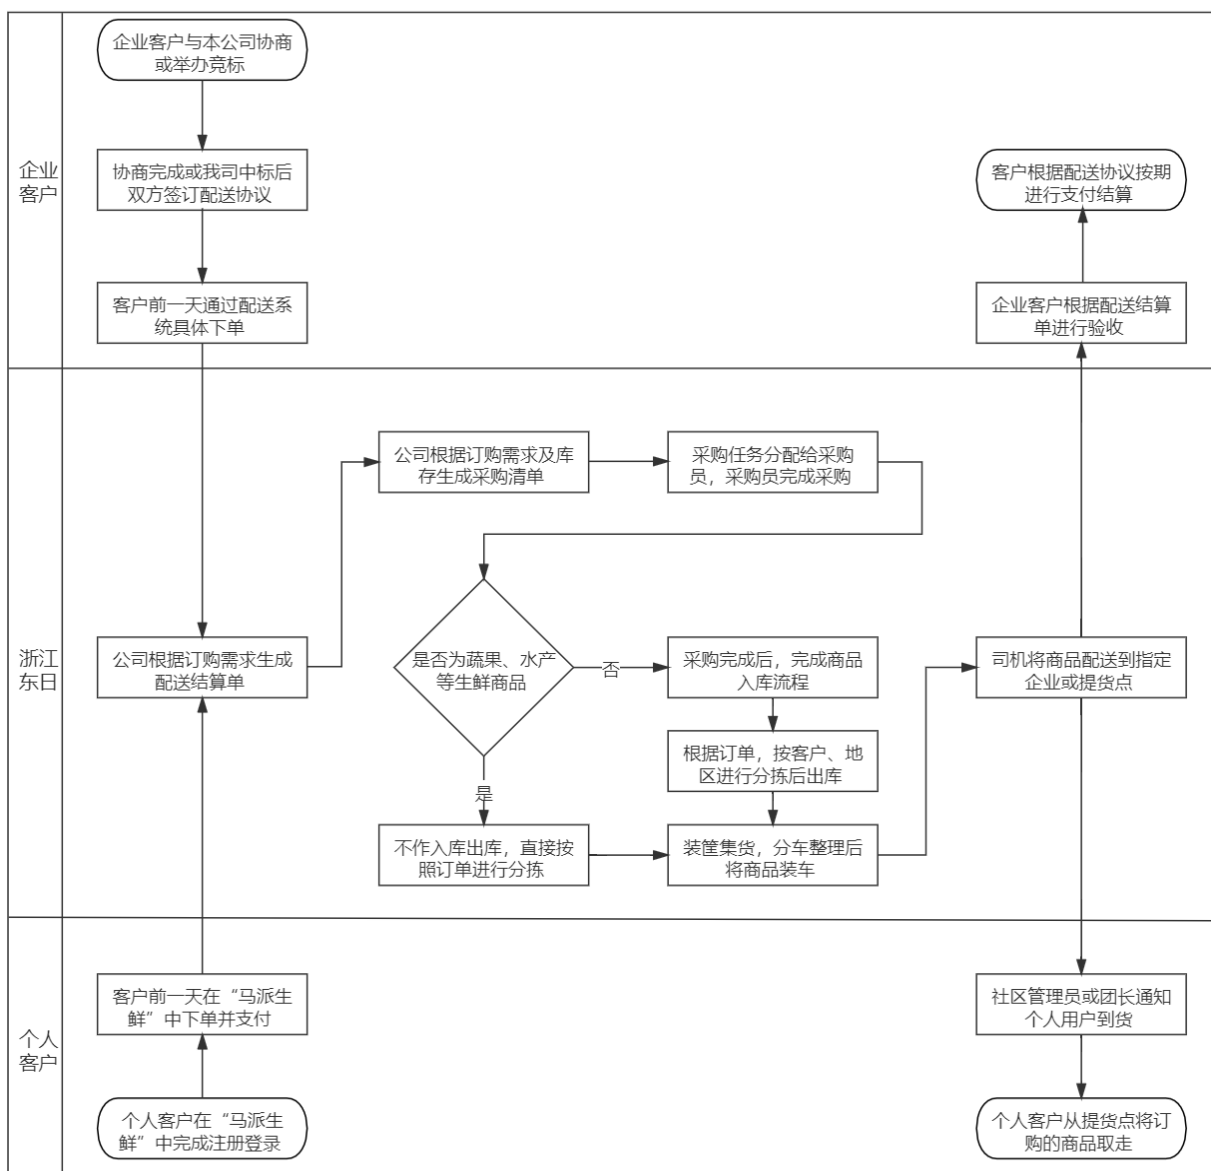 企业客户与本公司协商
或举办竞标
企业
客户
协商完成或我司中标后
双方签订配送协议
客户根据配送协议按期
进行支付结算
客户前一天通过配送系
统具体下单
企业客户根据配送结算
单进行验收
公司根据订购需求及库
存生成采购清单
采购任务分配给采购
员，采购员完成采购
浙江
东日
公司根据订购需求生成
配送结算单
是否为蔬果、水产
等生鲜商品
否
采购完成后，完成商品
入库流程
司机将商品配送到指定
企业或提货点
根据订单，按客户、地
区进行分拣后出库
是
不作入库出库，直接按
照订单进行分拣
装筐集货，分车整理后
将商品装车
个人
客户
客户前一天在“马派生
鲜”中下单并支付
社区管理员或团长通知
个人用户到货
个人客户在“马派生
鲜”中完成注册登录
个人客户从提货点将订
购的商品取走